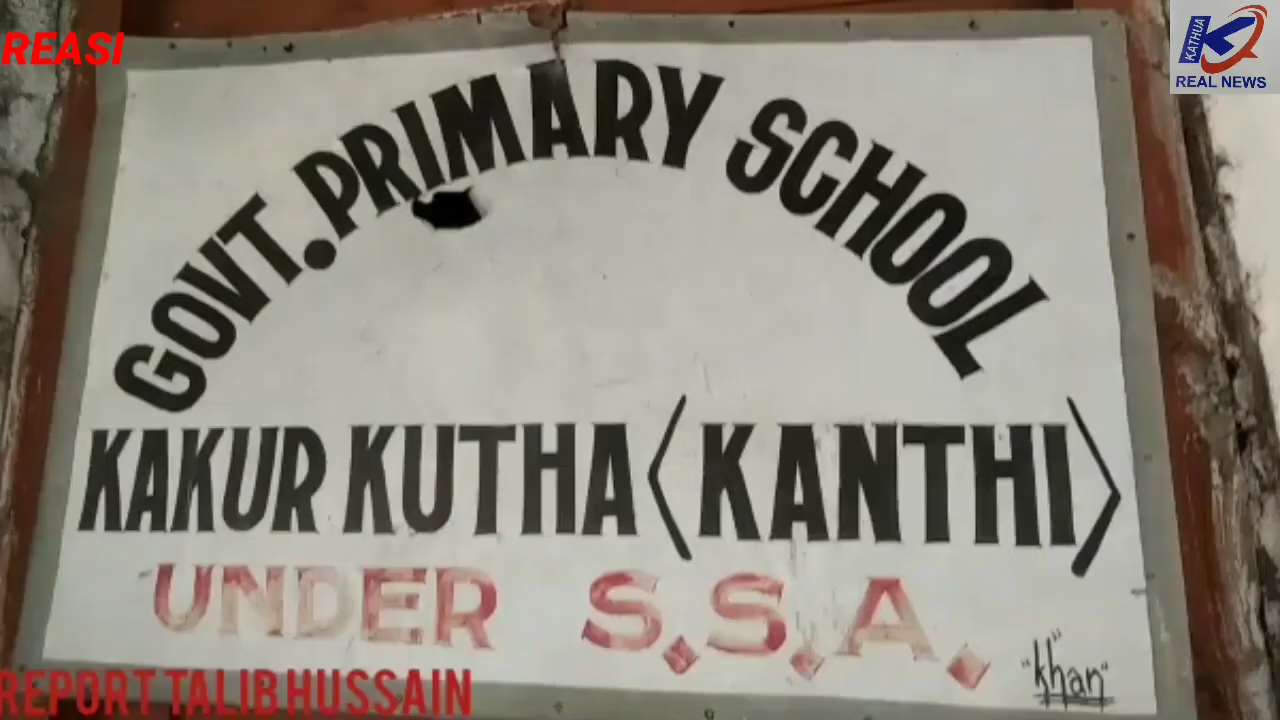 REASI
KATHUA
REAL NEWS
GOVT. PRIMARY SCHOOL
KAKUR KUTHA (KANTHI)
UNDER S.S.A.
"khan"
REPORT TALIB HUSSAIN